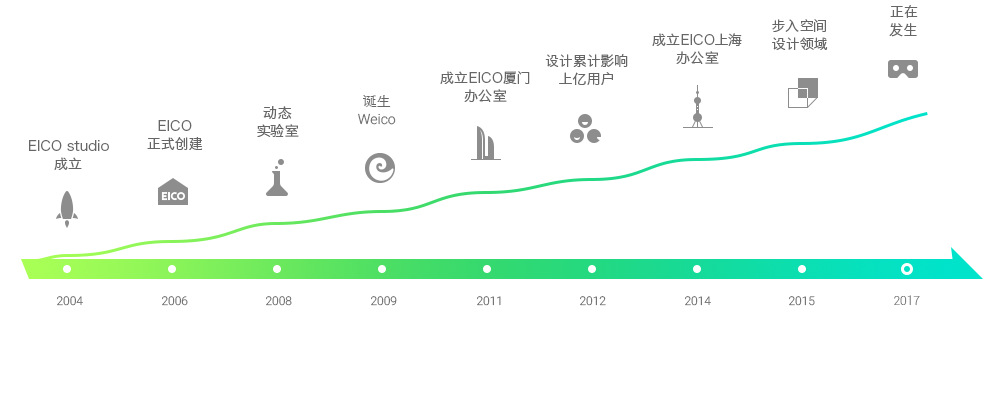 EICO studio
成立
EICO
正式创建
动态
实验室
诞生
Weico
成立EICO厦门
办公室
设计累计影响
上亿用户
成立EICO上海
办公室
步入空间
设计领域
正在
发生
EICO
2004
2006
2008
2009
2011
2012
2014
2015
2017